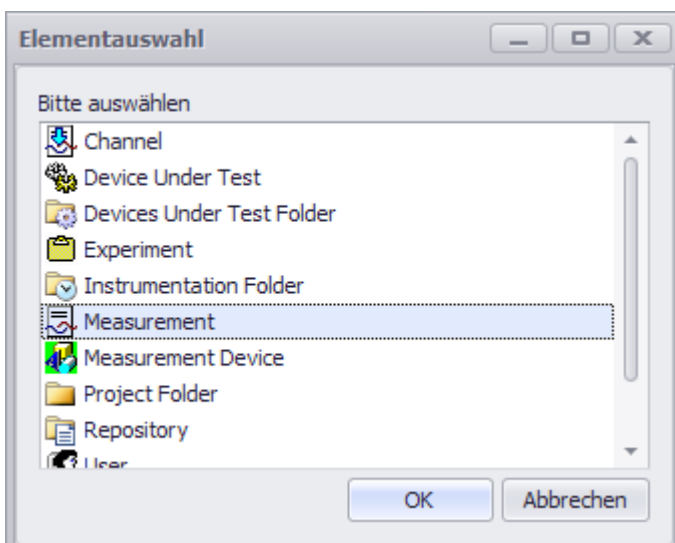 Elementauswahl
Bitte auswählen
Channel
Device Under Test
Devices Under Test Folder
Experiment
Instrumentation Folder
Measurement
Measurement Device
Project Folder
Repository
User
OK Abbrechen